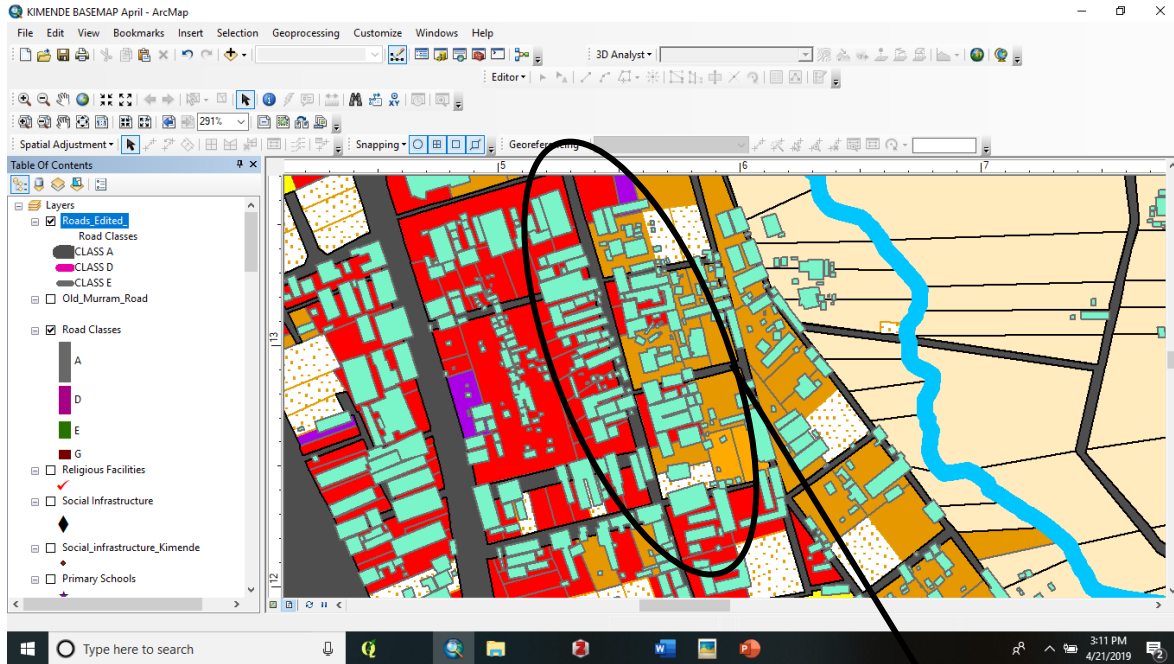 KIMENDE BASEMAP April - ArcMap
File Edit View Bookmarks Insert Selection Geoprocessing Customize Windows Help
3D Analyst
Editor
291%
Spatial Adjustment
Snapping
Georeferencing
Table Of Contents
Layers
Roads_Edited_
Road Classes
CLASS A
CLASS D
CLASS E
Old_Murram_Road
Road Classes
A
D
E
G
Religious Facilities
Social Infrastructure
Social_infrastructure_Kimende
Primary Schools
5
6
7
13
12
Type here to search
3:11 PM
4/21/2019
2